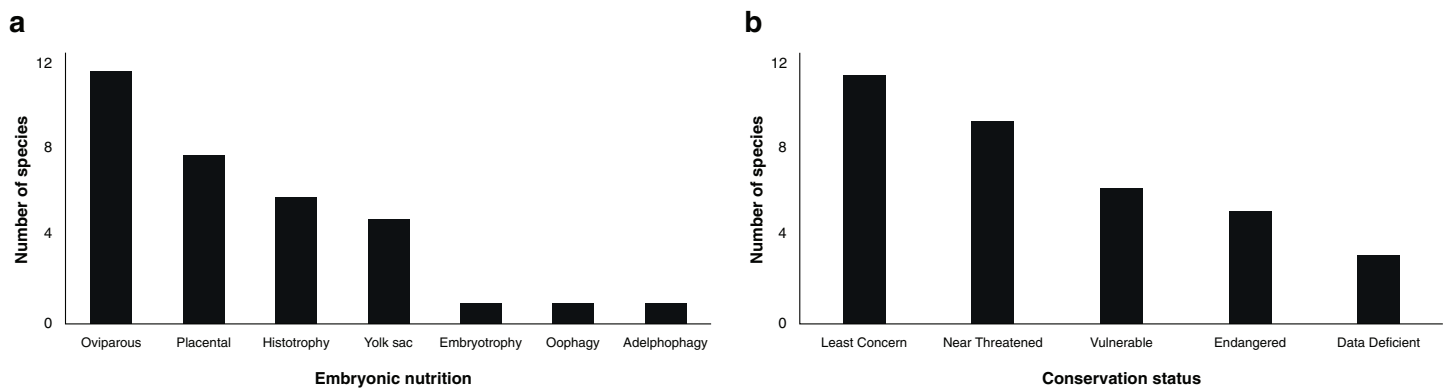 a
12
8
4
0
Number of species
Oviparous Placental Histotrophy Yolk sac Embryotrophy Oophagy Adelphophagy
Embryonic nutrition
b
12
8
4
0
Number of species
Least Concern Near Threatened Vulnerable Endangered Data Deficient
Conservation status